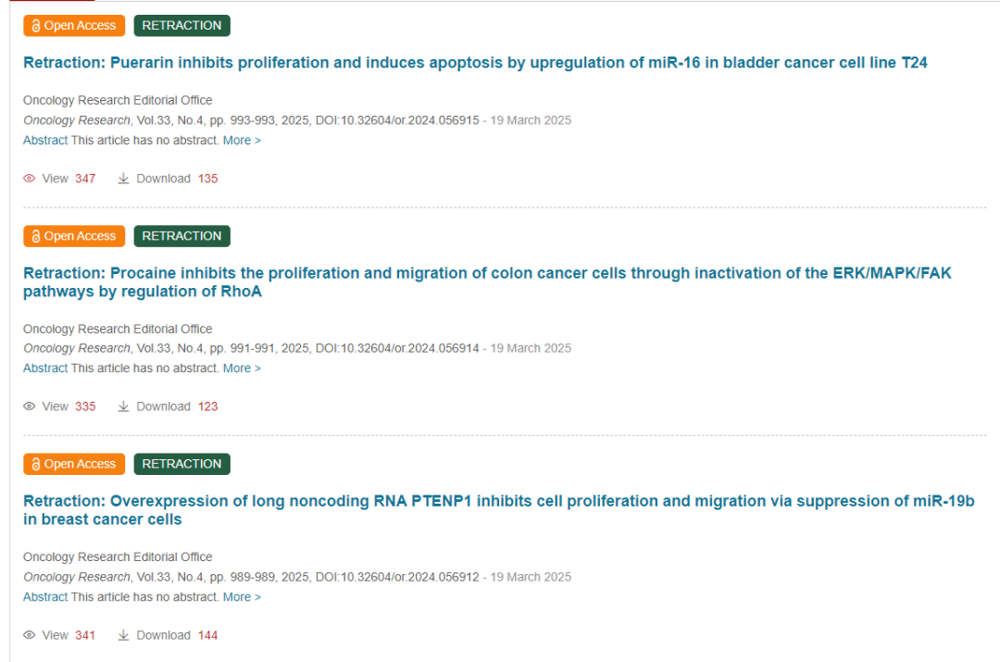 Open Access RETRACTION
Retraction: Puerarin inhibits proliferation and induces apoptosis by upregulation of miR-16 in bladder cancer cell line T24
Oncology Research Editorial Office
Oncology Research, Vol.33, No.4, pp. 993-993, 2025, DOI:10.32604/or.2024.056915 - 19 March 2025
Abstract This article has no abstract. More >
View 347 Download 135
Open Access RETRACTION
Retraction: Procaine inhibits the proliferation and migration of colon cancer cells through inactivation of the ERK/MAPK/FAK
pathways by regulation of RhoA
Oncology Research Editorial Office
Oncology Research, Vol.33, No.4, pp. 991-991, 2025, DOI:10.32604/or.2024.056914 - 19 March 2025
Abstract This article has no abstract. More >
View 335 Download 123
Open Access RETRACTION
Retraction: Overexpression of long noncoding RNA PTENP1 inhibits cell proliferation and migration via suppression of miR-19b
in breast cancer cells
Oncology Research Editorial Office
Oncology Research, Vol.33, No.4, pp. 989-989, 2025, DOI:10.32604/or.2024.056912 - 19 March 2025
Abstract This article has no abstract. More >
View 341 Download 144